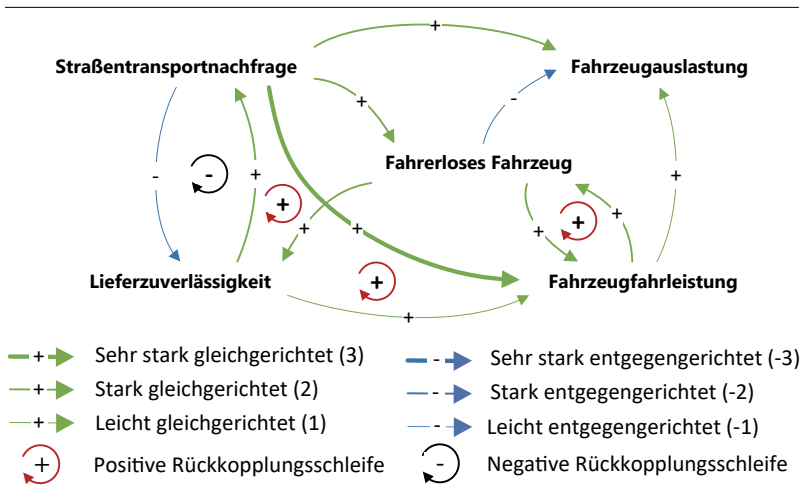 +
Straßentransportnachfrage
Fahrzeugauslastung
+
-
Fahrerloses Fahrzeug
-
-
+
+
+
+
+
+
+
+
+
Lieferzuverlässigkeit
+
Fahrzeugfahrleistung
+
+ Sehr stark gleichgerichtet (3)
- Sehr stark entgegengerichtet (-3)
+ Stark gleichgerichtet (2)
- Stark entgegengerichtet (-2)
+ Leicht gleichgerichtet (1)
- Leicht entgegengerichtet (-1)
+ Positive Rückkopplungsschleife
- Negative Rückkopplungsschleife